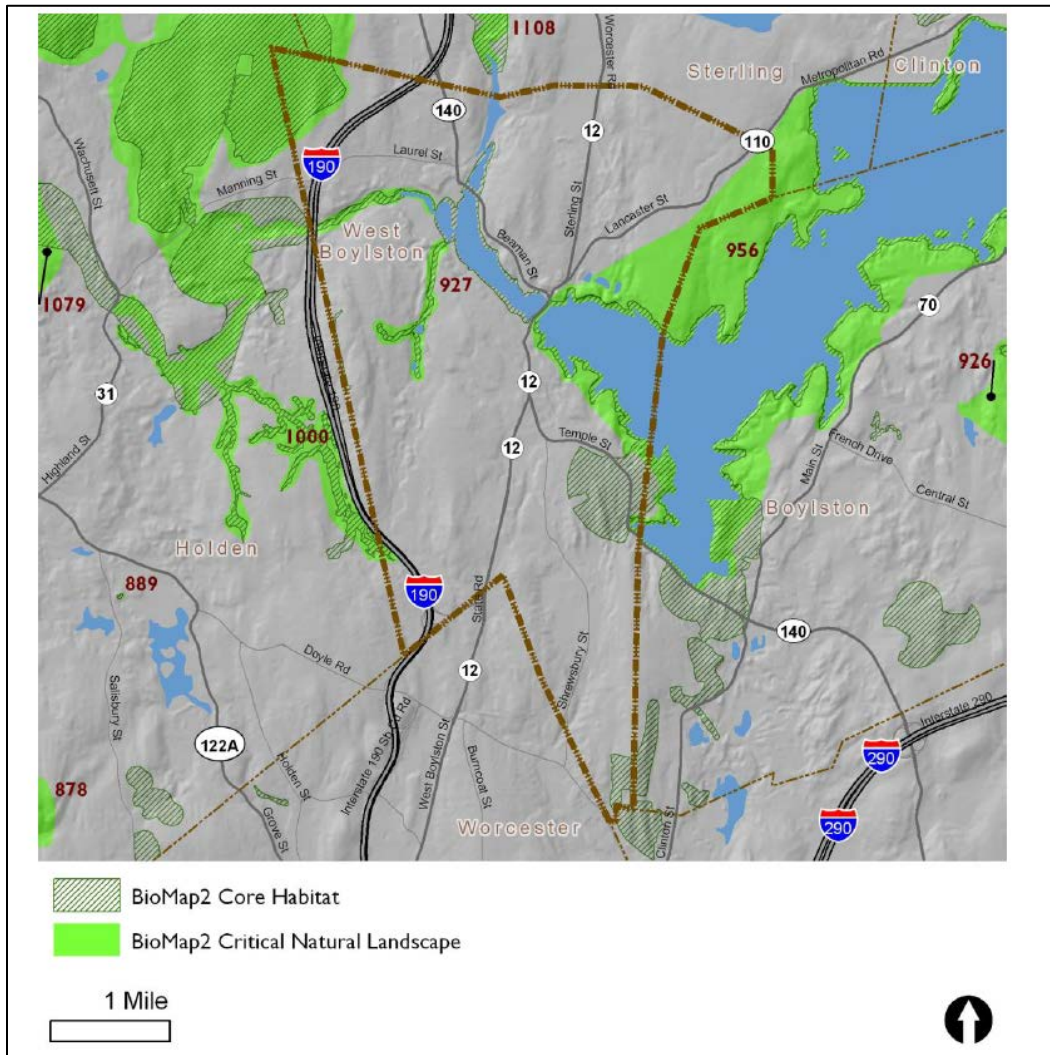 1108
Worcester Rd
Sterling
Metropolitan Rd
Clinton
140
12
110
Wachusett St
190
Laurel St
Manning St
Sterling St
Lancaster St
West
Boylston
Beaman St
956
927
1079
70
926
31
12
12
Temple St
Main St
French Drive
Central St
Highland St
1000
Boylston
Holden
889
190
State Rd
Shrewsbury St
140
Doyle Rd
Salisbury St
12
Interstate 290
122A
Holden St
Interstate 190 Sb Rd
West Boylston St
Burncoat St
290
878
Grove St
Worcester
Clinton St
290
BioMap2 Core Habitat
BioMap2 Critical Natural Landscape
1 Mile